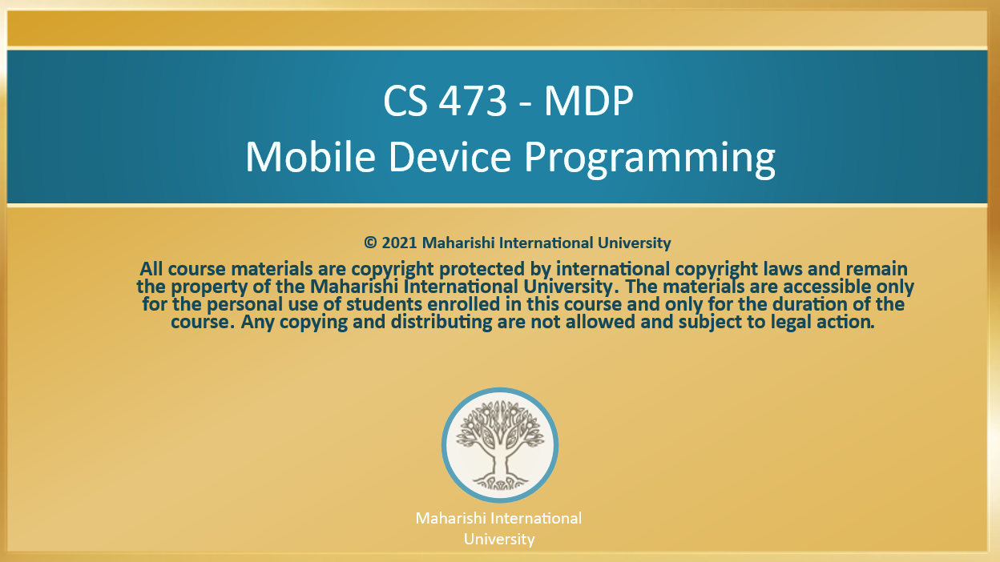 CS 473 - MDP
Mobile Device Programming
© 2021 Maharishi International University
All course materials are copyright protected by international copyright laws and remain
the property of the Maharishi International University. The materials are accessible only
for the personal use of students enrolled in this course and only for the duration of the
course. Any copying and distributing are not allowed and subject to legal action.
Maharishi International
University